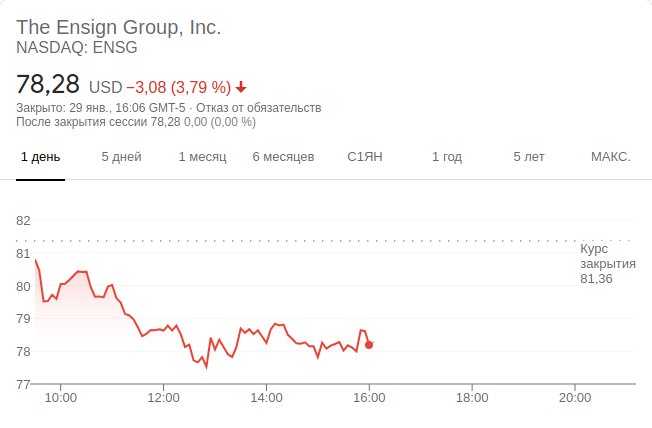 The Ensign Group, Inc.
NASDAQ: ENSG
78,28 USD −3,08 (3,79 %)
Закрыто: 29 янв., 16:06 GMT-5 · Отказ от обязательств
После закрытия сессии 78,28 0,00 (0,00 %)
1 день 5 дней 1 месяц 6 месяцев С1ЯН 1 год 5 лет МАКС.
82
Курс
закрытия
81,36
81
80
79
78
77
10:00 12:00 14:00 16:00 18:00 20:00